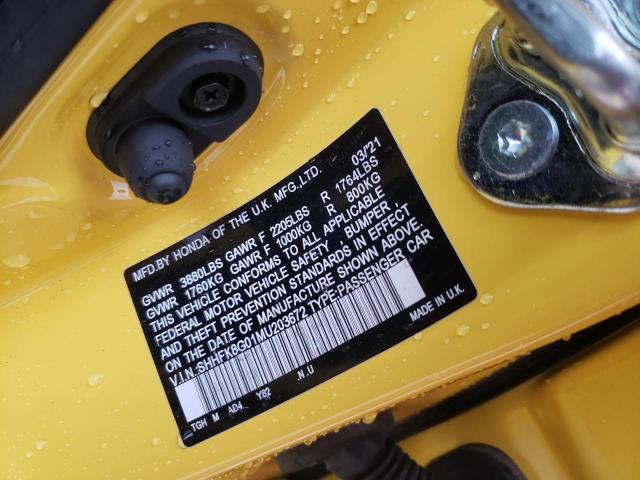 MFD.BY HONDA OF THE U.K. MFG.,LTD. 03/'21
GVWR 3880LBS GAWR F 2205LBS R 1764LBS
GVWR 1760KG GAWR F 1000KG R 800KG
THIS VEHICLE CONFORMS TO ALL APPLICABLE
FEDERAL MOTOR VEHICLE SAFETY, BUMPER,
AND THEFT PREVENTION STANDARDS IN EFFECT
ON THE DATE OF MANUFACTURE SHOWN ABOVE.
V.I.N.:SHHFK8G01MU203672 TYPE:PASSENGER CAR
TGH M AD4 Y82 .N.U MADE IN U.K.